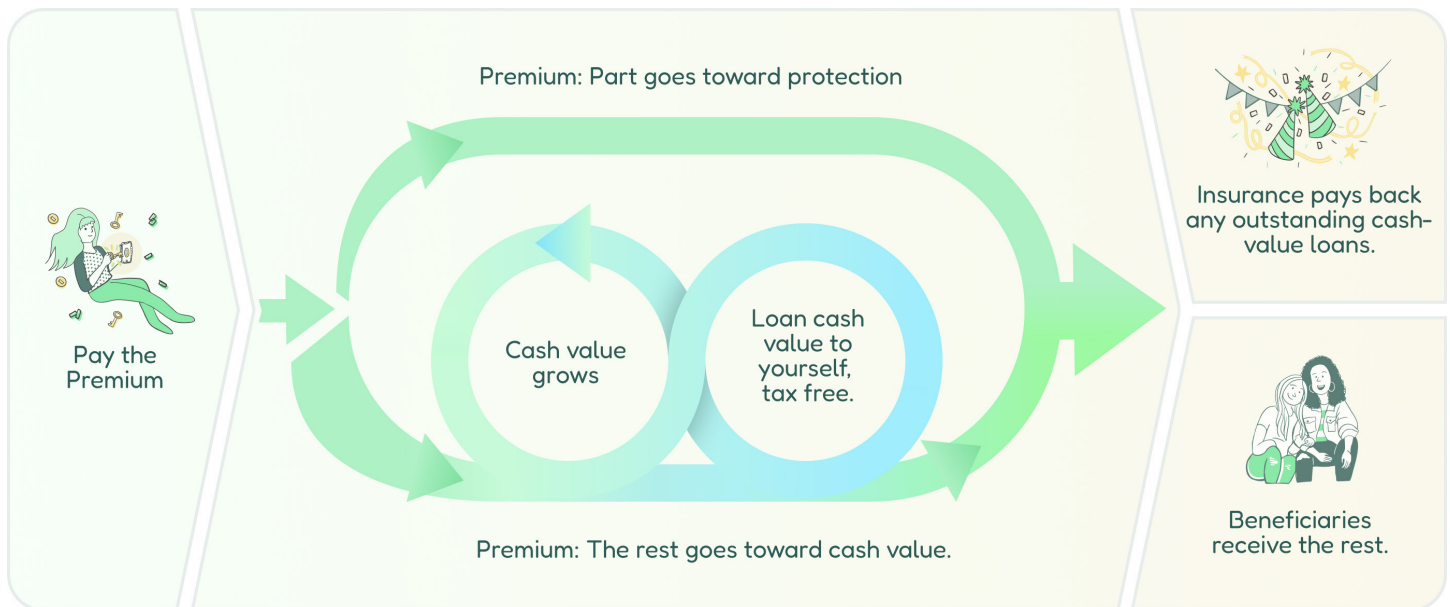 Pay the
Premium
Premium: Part goes toward protection
Cash value
grows
Loan cash
value to
yourself,
tax free.
Premium: The rest goes toward cash value.
Insurance pays back
any outstanding cash-
value loans.
Beneficiaries
receive the rest.